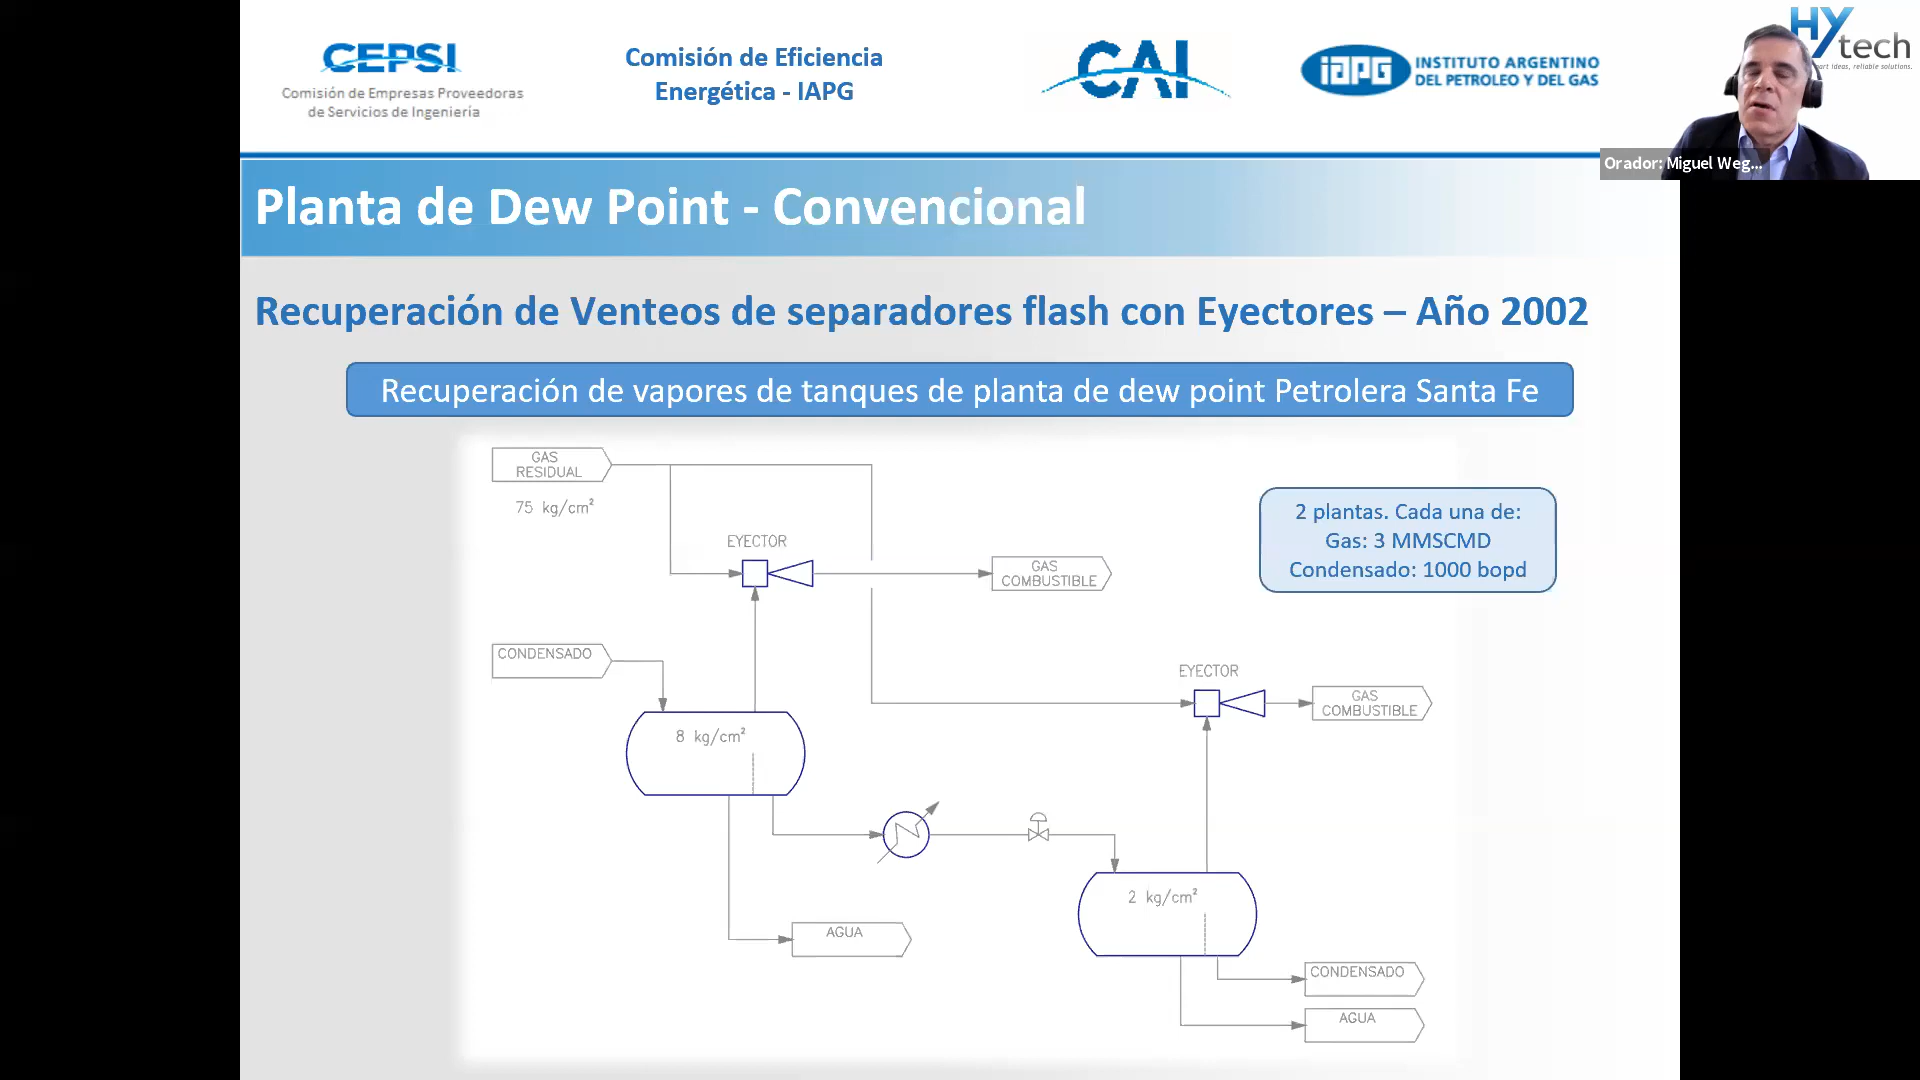 CEPSI
Comisión de Empresas Proveedoras
de Servicios de Ingeniería
Comisión de Eficiencia
Energética - IAPG
CAI
iAPG
INSTITUTO ARGENTINO
DEL PETROLEO Y DEL GAS
HYtech
art ideas, reliable solutions.
Orador: Miguel Weg...
Planta de Dew Point - Convencional
Recuperación de Venteos de separadores flash con Eyectores – Año 2002
Recuperación de vapores de tanques de planta de dew point Petrolera Santa Fe
GAS
RESIDUAL
75 kg/cm²
EYECTOR
GAS
COMBUSTIBLE
2 plantas. Cada una de:
Gas: 3 MMSCMD
Condensado: 1000 bopd
CONDENSADO
EYECTOR
GAS
COMBUSTIBLE
8 kg/cm²
2 kg/cm²
AGUA
CONDENSADO
AGUA